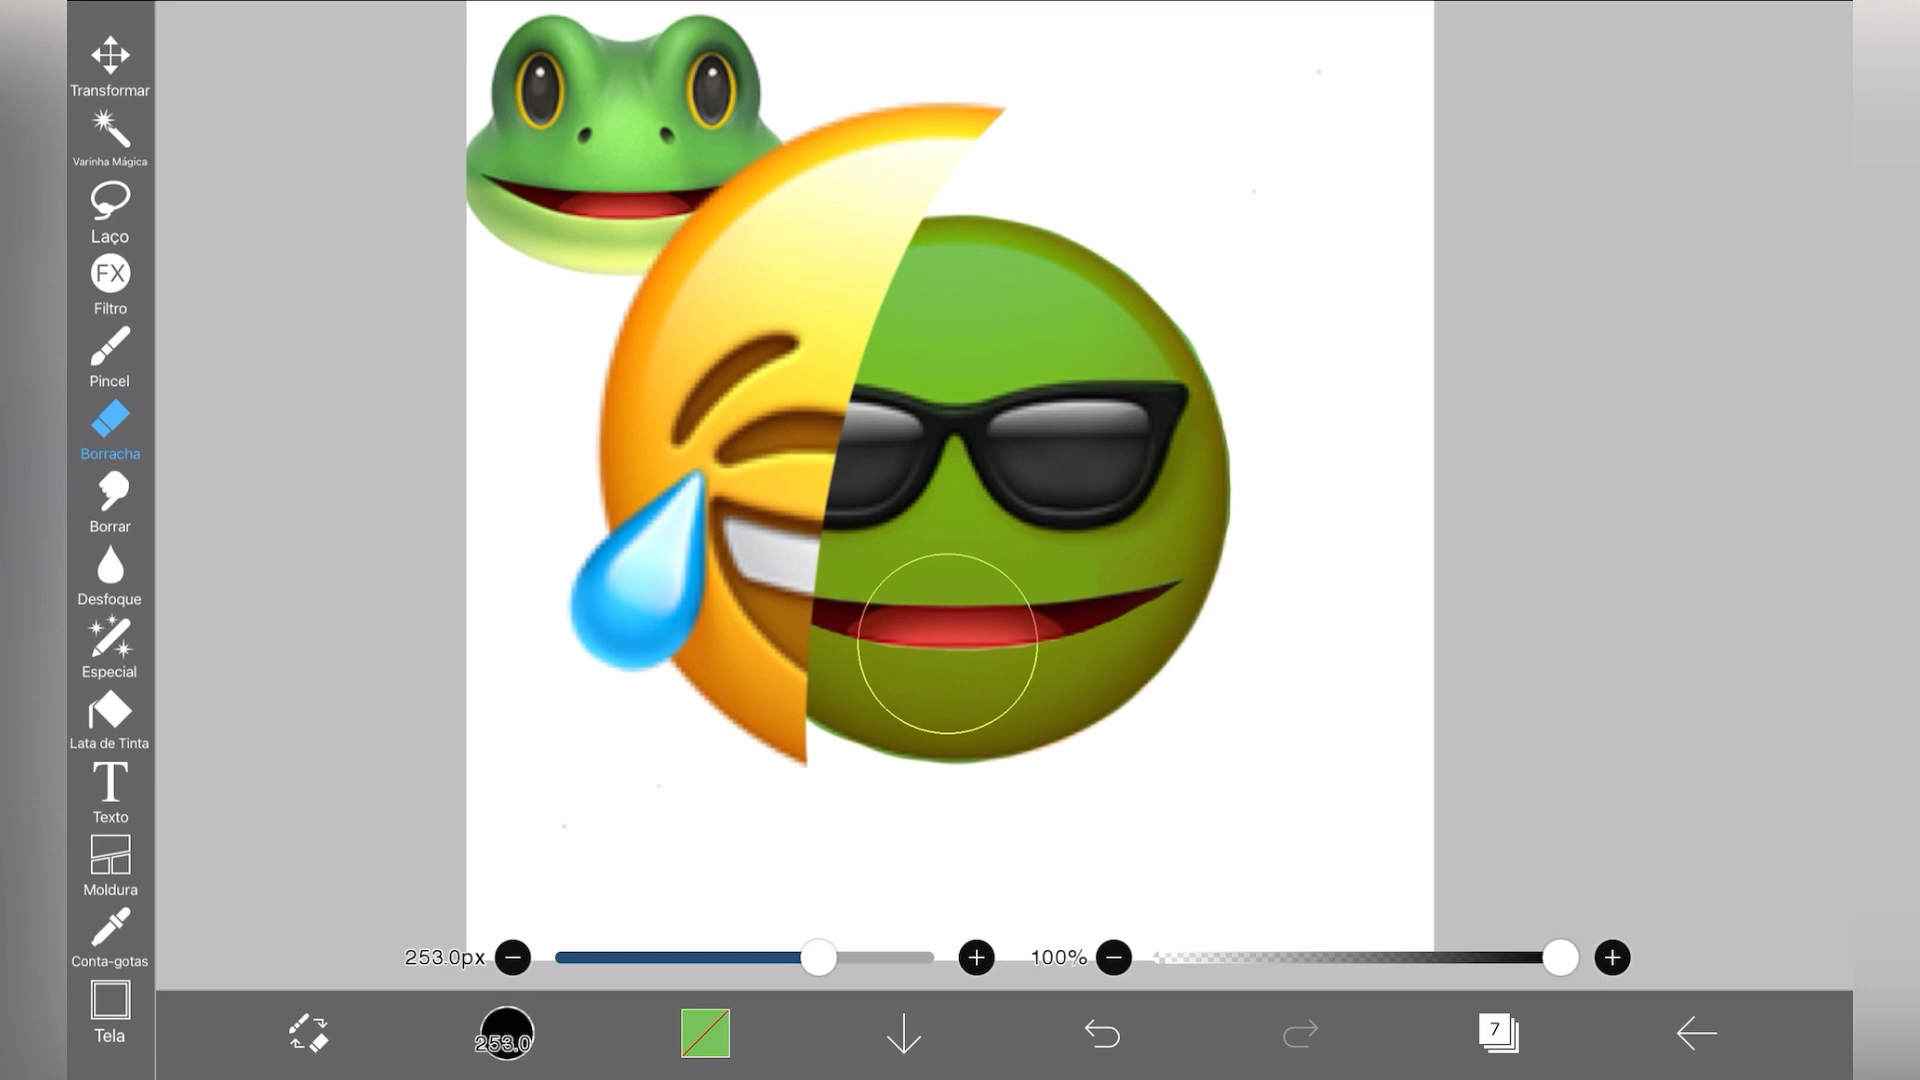 Transformar
Varinha Mágica
Laço
FX
Filtro
Pincel
Borracha
Borrar
Desfoque
Especial
Lata de Tinta
T
Texto
Moldura
Conta-gotas
Tela
253.0px
100%
253.0
7